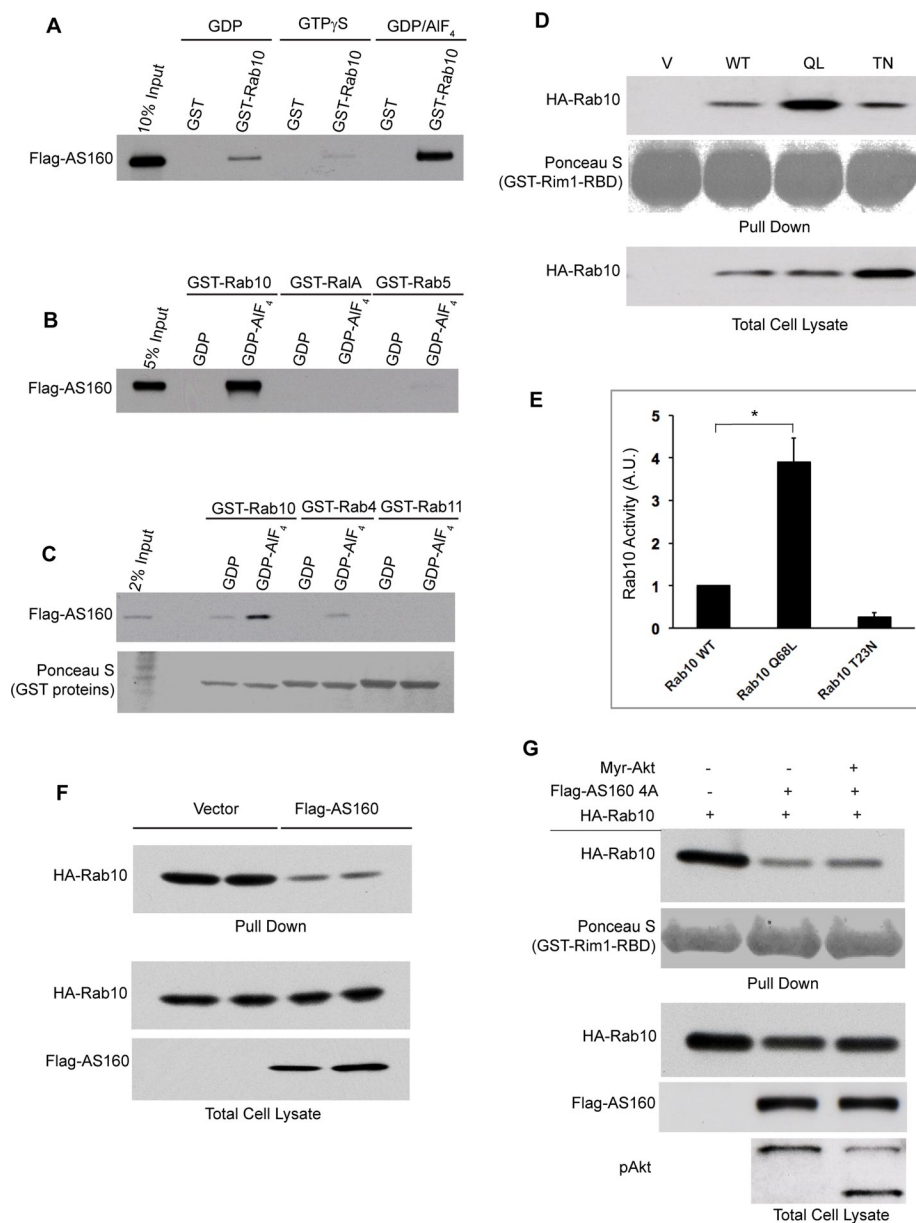 A
GDP GTPγS GDP/AlF4
10% Input GST GST-Rab10 GST GST-Rab10 GST GST-Rab10
Flag-AS160
B
GST-Rab10 GST-RalA GST-Rab5
5% Input GDP GDP-AlF4 GDP GDP-AlF4 GDP GDP-AlF4
Flag-AS160
C
GST-Rab10 GST-Rab4 GST-Rab11
2% Input GDP GDP-AlF4 GDP GDP-AlF4 GDP GDP-AlF4
Flag-AS160
Ponceau S
(GST proteins)
D
V WT QL TN
HA-Rab10
Ponceau S
(GST-Rim1-RBD)
Pull Down
HA-Rab10
Total Cell Lysate
E
Rab10 Activity (A.U.)
5
4
3
2
1
0
*
Rab10 WT Rab10 Q68L Rab10 T23N
F
Vector Flag-AS160
HA-Rab10
Pull Down
HA-Rab10
Flag-AS160
Total Cell Lysate
G
Myr-Akt - - +
Flag-AS160 4A - + +
HA-Rab10 + + +
HA-Rab10
Ponceau S
(GST-Rim1-RBD)
Pull Down
HA-Rab10
Flag-AS160
pAkt
Total Cell Lysate